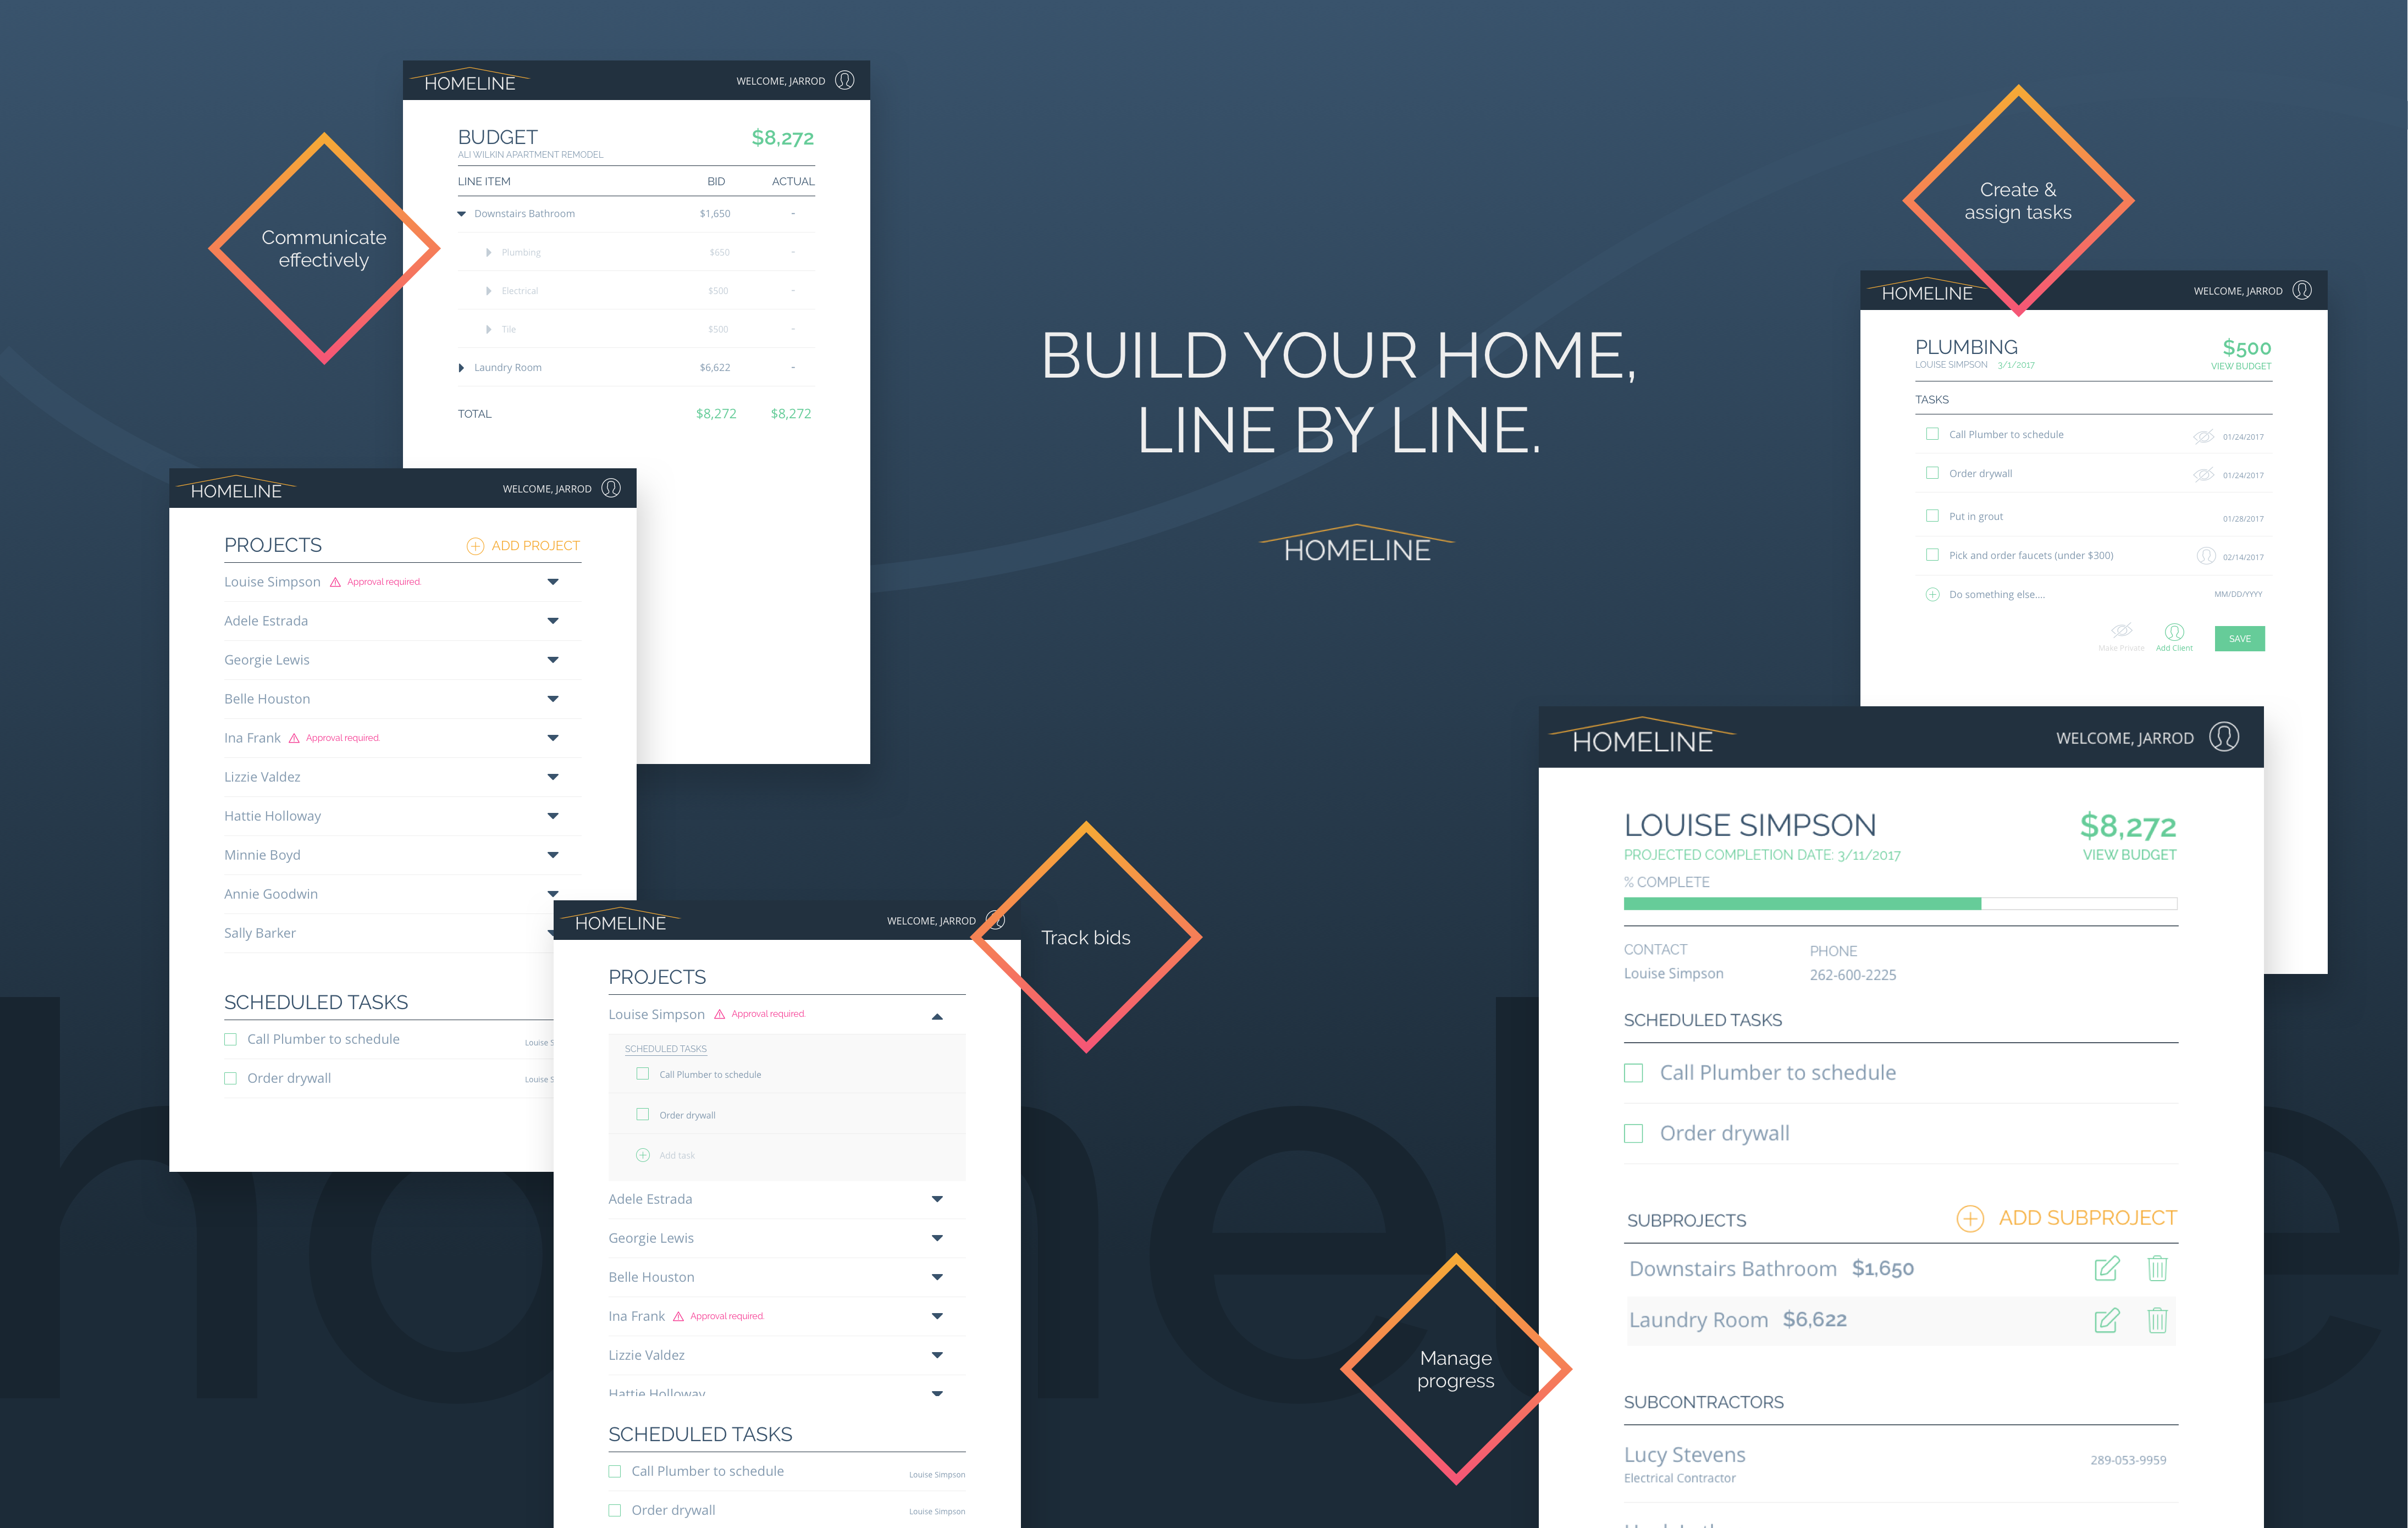 HOMELINE
WELCOME, JARROD
BUDGET $8,272
ALI WILKIN APARTMENT REMODEL
LINE ITEM BID ACTUAL
Downstairs Bathroom $1,650 -
Plumbing $650 -
Electrical $500 -
Tile $500 -
Laundry Room $6,622 -
TOTAL $8,272 $8,272
Communicate
effectively
HOMELINE
WELCOME, JARROD
PROJECTS ADD PROJECT
Louise Simpson Approval required.
Adele Estrada
Georgie Lewis
Belle Houston
Ina Frank Approval required.
Lizzie Valdez
Hattie Holloway
Minnie Boyd
Annie Goodwin
Sally Barker
SCHEDULED TASKS
Call Plumber to schedule Louise S
Order drywall Louise S
HOMELINE
WELCOME, JARROD
PROJECTS
Louise Simpson Approval required.
SCHEDULED TASKS
Call Plumber to schedule
Order drywall
Add task
Adele Estrada
Georgie Lewis
Belle Houston
Ina Frank Approval required.
Lizzie Valdez
Hattie Holloway
SCHEDULED TASKS
Call Plumber to schedule Louise Simpson
Order drywall Louise Simpson
Track bids
BUILD YOUR HOME,
LINE BY LINE.
HOMELINE
Create &
assign tasks
HOMELINE
WELCOME, JARROD
PLUMBING $500
LOUISE SIMPSON 3/1/2017 VIEW BUDGET
TASKS
Call Plumber to schedule 01/24/2017
Order drywall 01/24/2017
Put in grout 01/28/2017
Pick and order faucets (under $300) 02/14/2017
Do something else.... MM/DD/YYYY
Make Private Add Client SAVE
HOMELINE
WELCOME, JARROD
LOUISE SIMPSON $8,272
PROJECTED COMPLETION DATE: 3/11/2017 VIEW BUDGET
% COMPLETE
CONTACT PHONE
Louise Simpson 262-600-2225
SCHEDULED TASKS
Call Plumber to schedule
Order drywall
SUBPROJECTS ADD SUBPROJECT
Downstairs Bathroom $1,650
Laundry Room $6,622
SUBCONTRACTORS
Lucy Stevens 289-053-9959
Electrical Contractor
Manage
progress